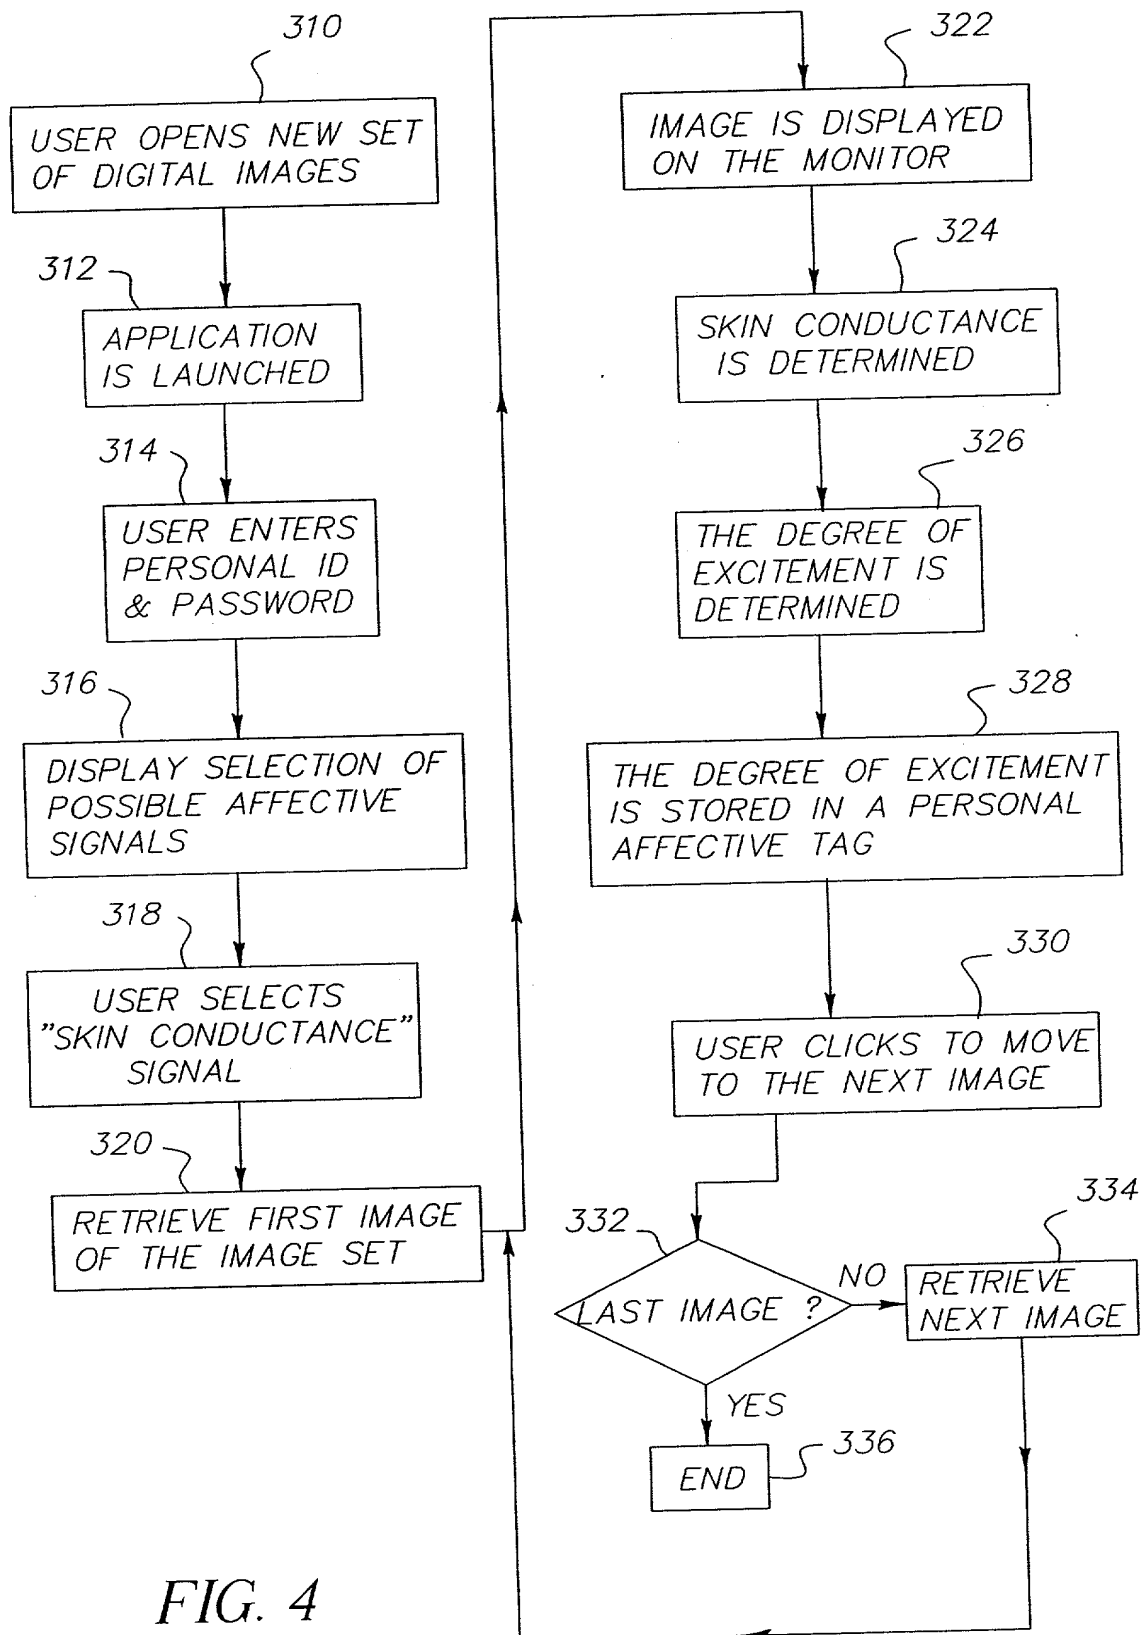 310
USER OPENS NEW SET
OF DIGITAL IMAGES
312
APPLICATION
IS LAUNCHED
314
USER ENTERS
PERSONAL ID
& PASSWORD
316
DISPLAY SELECTION OF
POSSIBLE AFFECTIVE
SIGNALS
318
USER SELECTS
"SKIN CONDUCTANCE"
SIGNAL
320
RETRIEVE FIRST IMAGE
OF THE IMAGE SET
322
IMAGE IS DISPLAYED
ON THE MONITOR
324
SKIN CONDUCTANCE
IS DETERMINED
326
THE DEGREE OF
EXCITEMENT IS
DETERMINED
328
THE DEGREE OF EXCITEMENT
IS STORED IN A PERSONAL
AFFECTIVE TAG
330
USER CLICKS TO MOVE
TO THE NEXT IMAGE
332
LAST IMAGE ?
NO
334
RETRIEVE
NEXT IMAGE
YES
END
336
FIG. 4